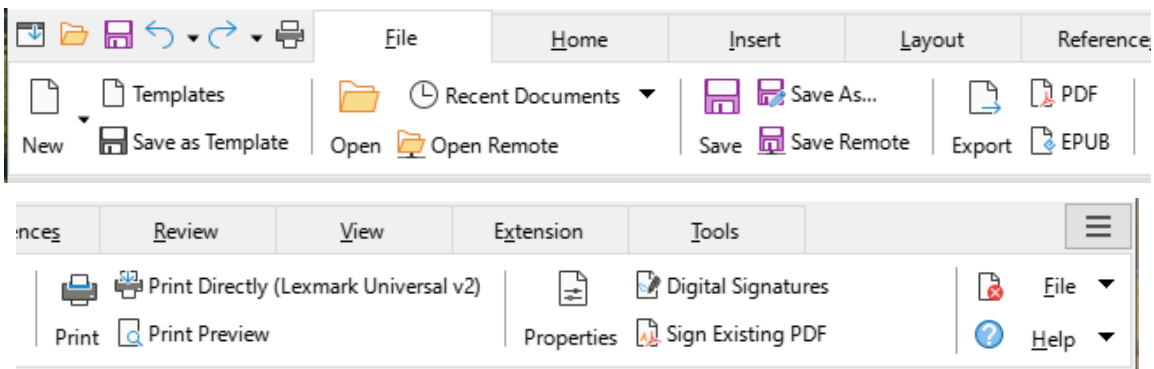 File Home Insert Layout Reference
Templates Recent Documents Save As... PDF
New Save as Template Open Open Remote Save Save Remote Export EPUB
nces Review View Extension Tools
Print Directly (Lexmark Universal v2) Digital Signatures File
Print Print Preview Properties Sign Existing PDF Help